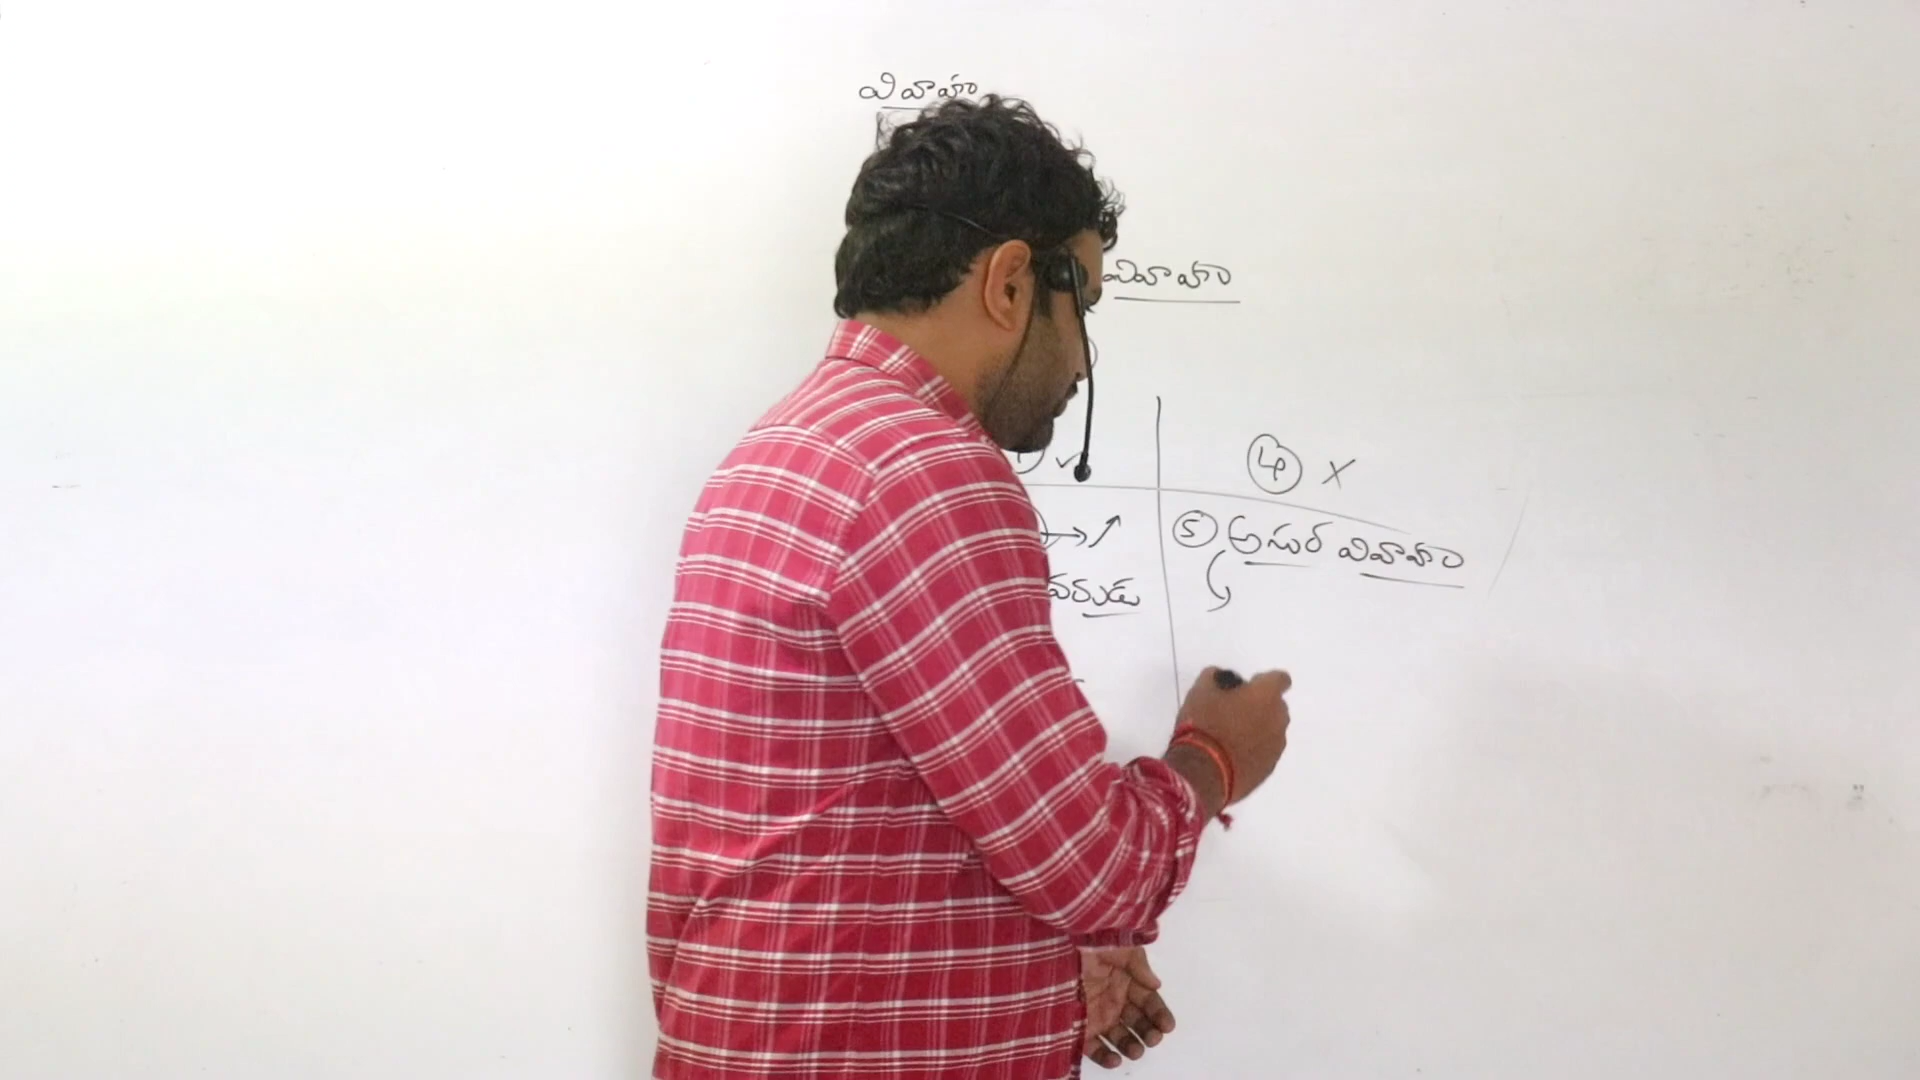 వివాహం
వివాహం
✓
④ X
→ ↗
⑤ అసుర వివాహం
వరుడు